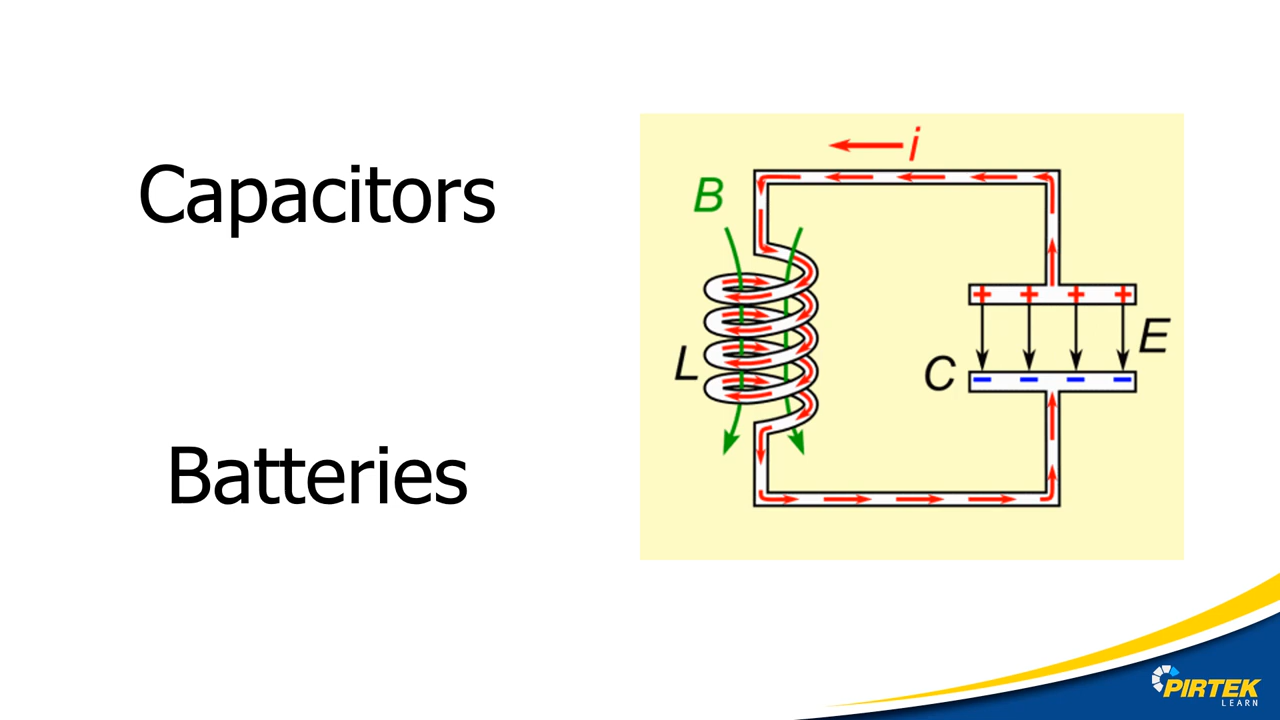 Capacitors
Batteries
i
B
L
C
E
+ + + +
- - - -
PIRTEK
LEARN